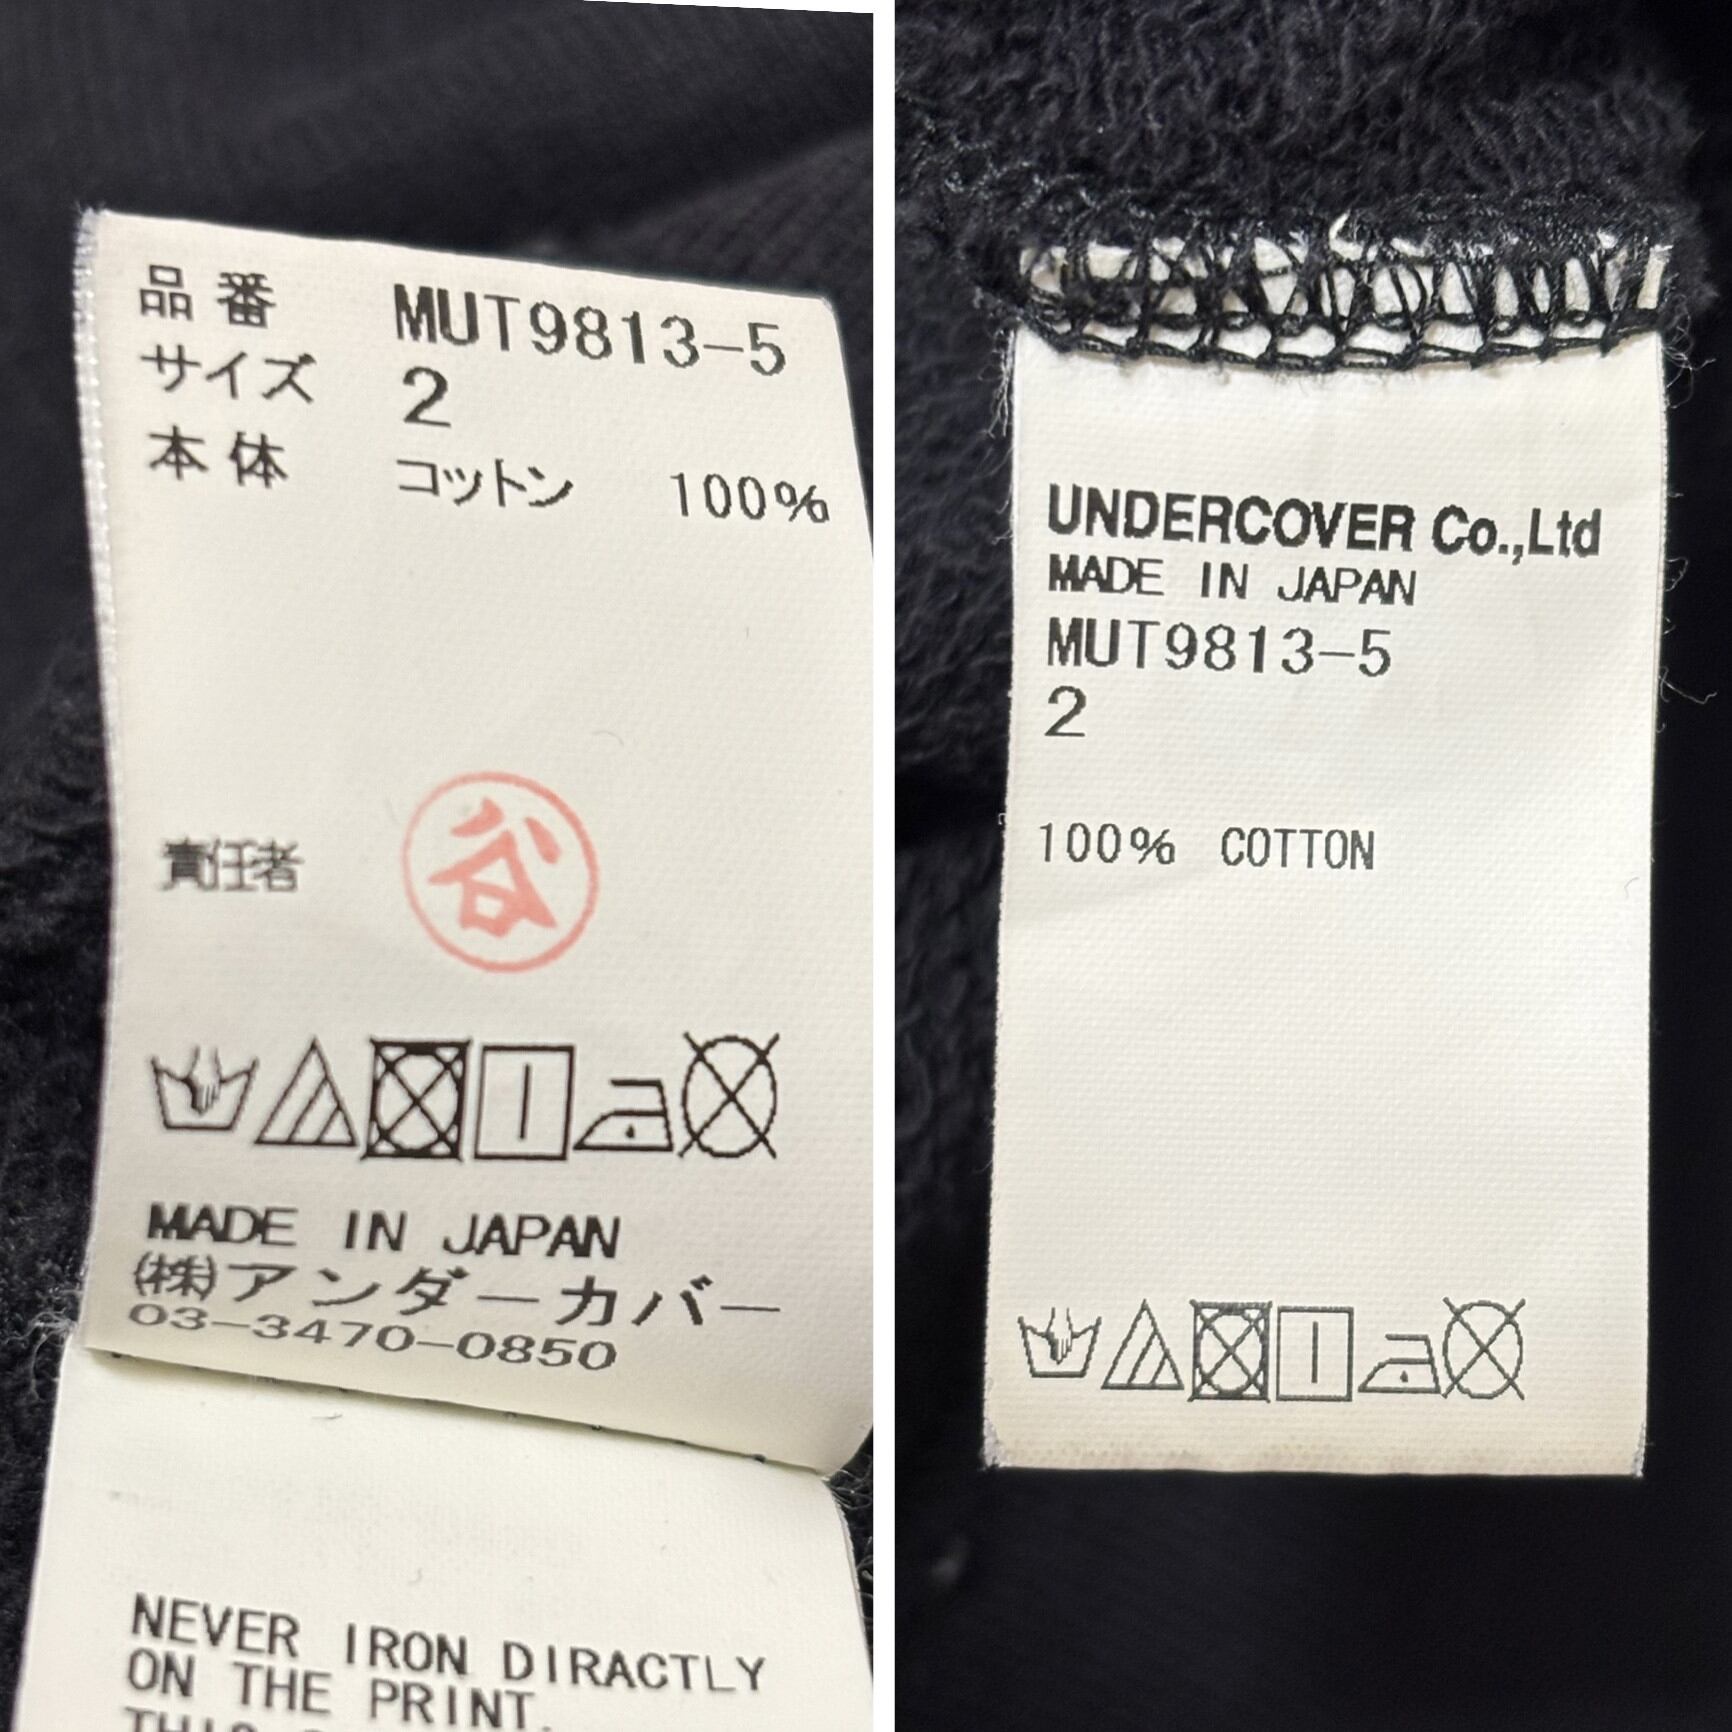 品番 MUT9813-5
サイズ 2
本体 コットン 100%
責任者 谷
MADE IN JAPAN
(株)アンダーカバー
03-3470-0850
NEVER IRON DIRACTLY
ON THE PRINT.
UNDERCOVER Co.,Ltd
MADE IN JAPAN
MUT9813-5
2
100% COTTON